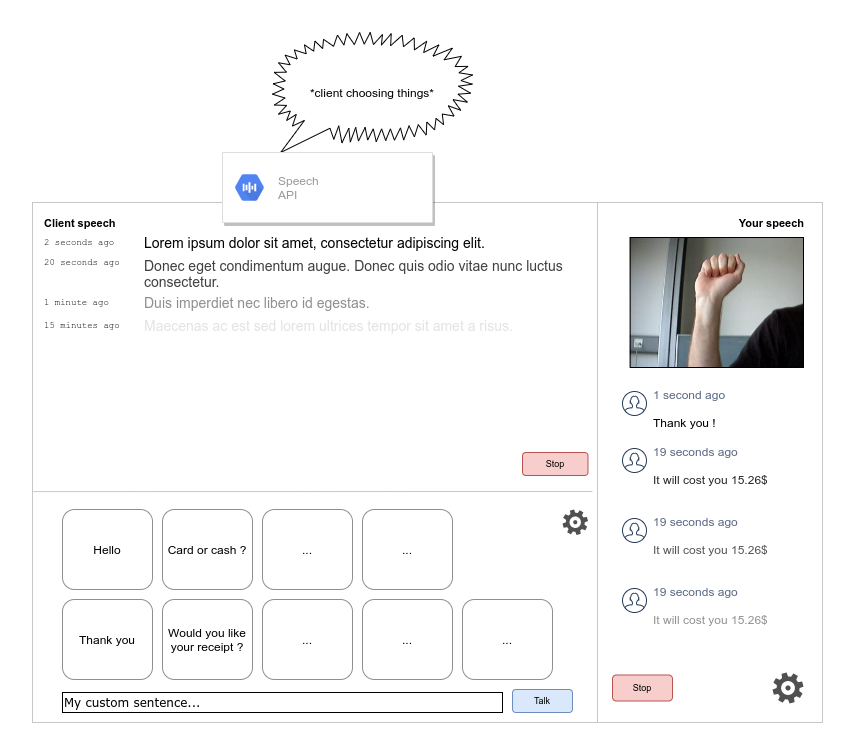 *client choosing things*
Speech
API
Client speech
2 seconds ago
Lorem ipsum dolor sit amet, consectetur adipiscing elit.
20 seconds ago
Donec eget condimentum augue. Donec quis odio vitae nunc luctus
consectetur.
1 minute ago
Duis imperdiet nec libero id egestas.
15 minutes ago
Maecenas ac est sed lorem ultrices tempor sit amet a risus.
Stop
Hello
Card or cash ?
...
...
Thank you
Would you like
your receipt ?
...
...
...
My custom sentence...
Talk
Your speech
1 second ago
Thank you !
19 seconds ago
It will cost you 15.26$
19 seconds ago
It will cost you 15.26$
19 seconds ago
It will cost you 15.26$
Stop